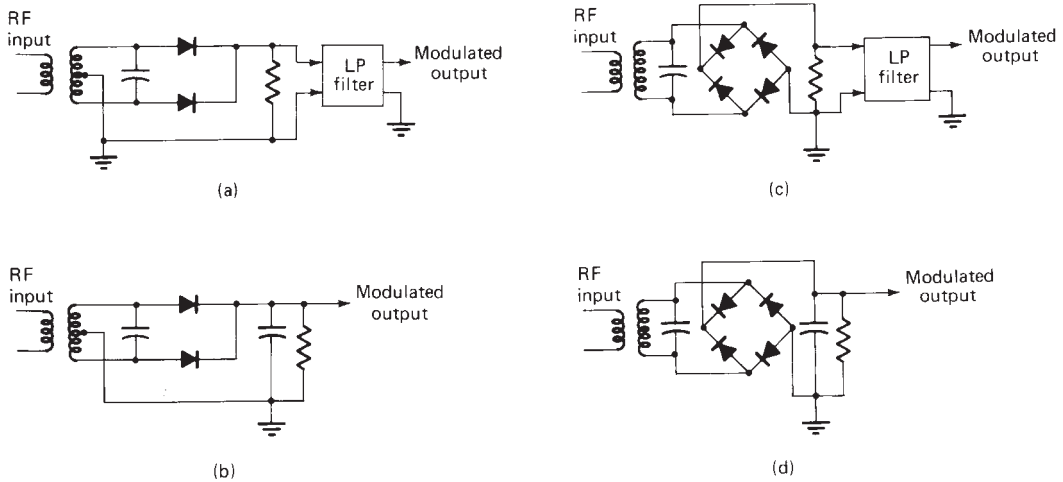 RF
input
LP
filter
Modulated
output
(a)
RF
input
LP
filter
Modulated
output
(c)
RF
input
Modulated
output
(b)
RF
input
Modulated
output
(d)